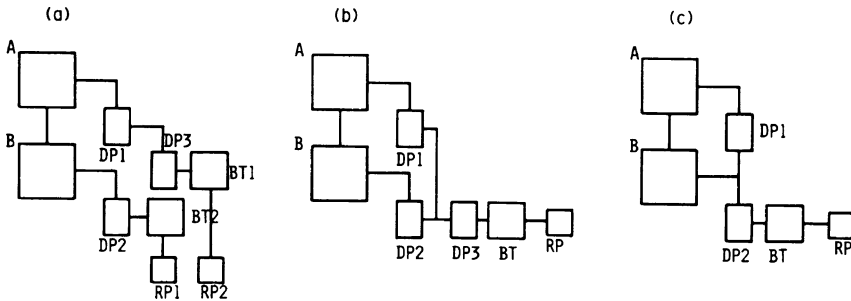 (a)
A
B
DP1
DP3
BT1
DP2
BT2
RP1
RP2
(b)
A
B
DP1
DP2
DP3
BT
RP
(c)
A
B
DP1
DP2
BT
RP